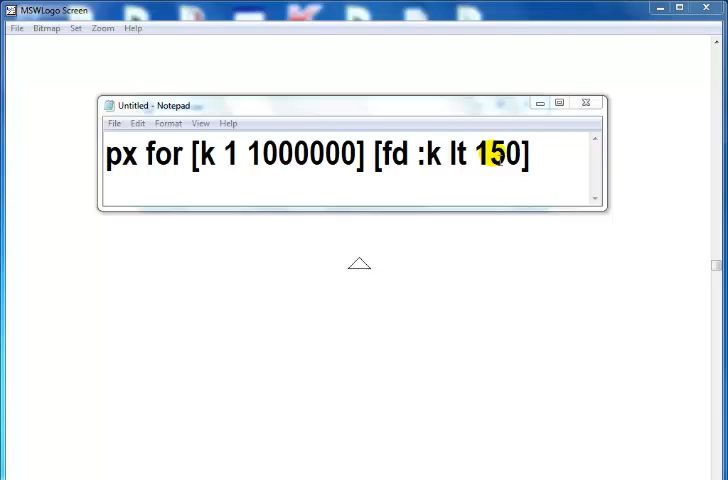 MSWLogo Screen
File Bitmap Set Zoom Help
Untitled - Notepad
File Edit Format View Help
px for [k 1 1000000] [fd :k lt 150]